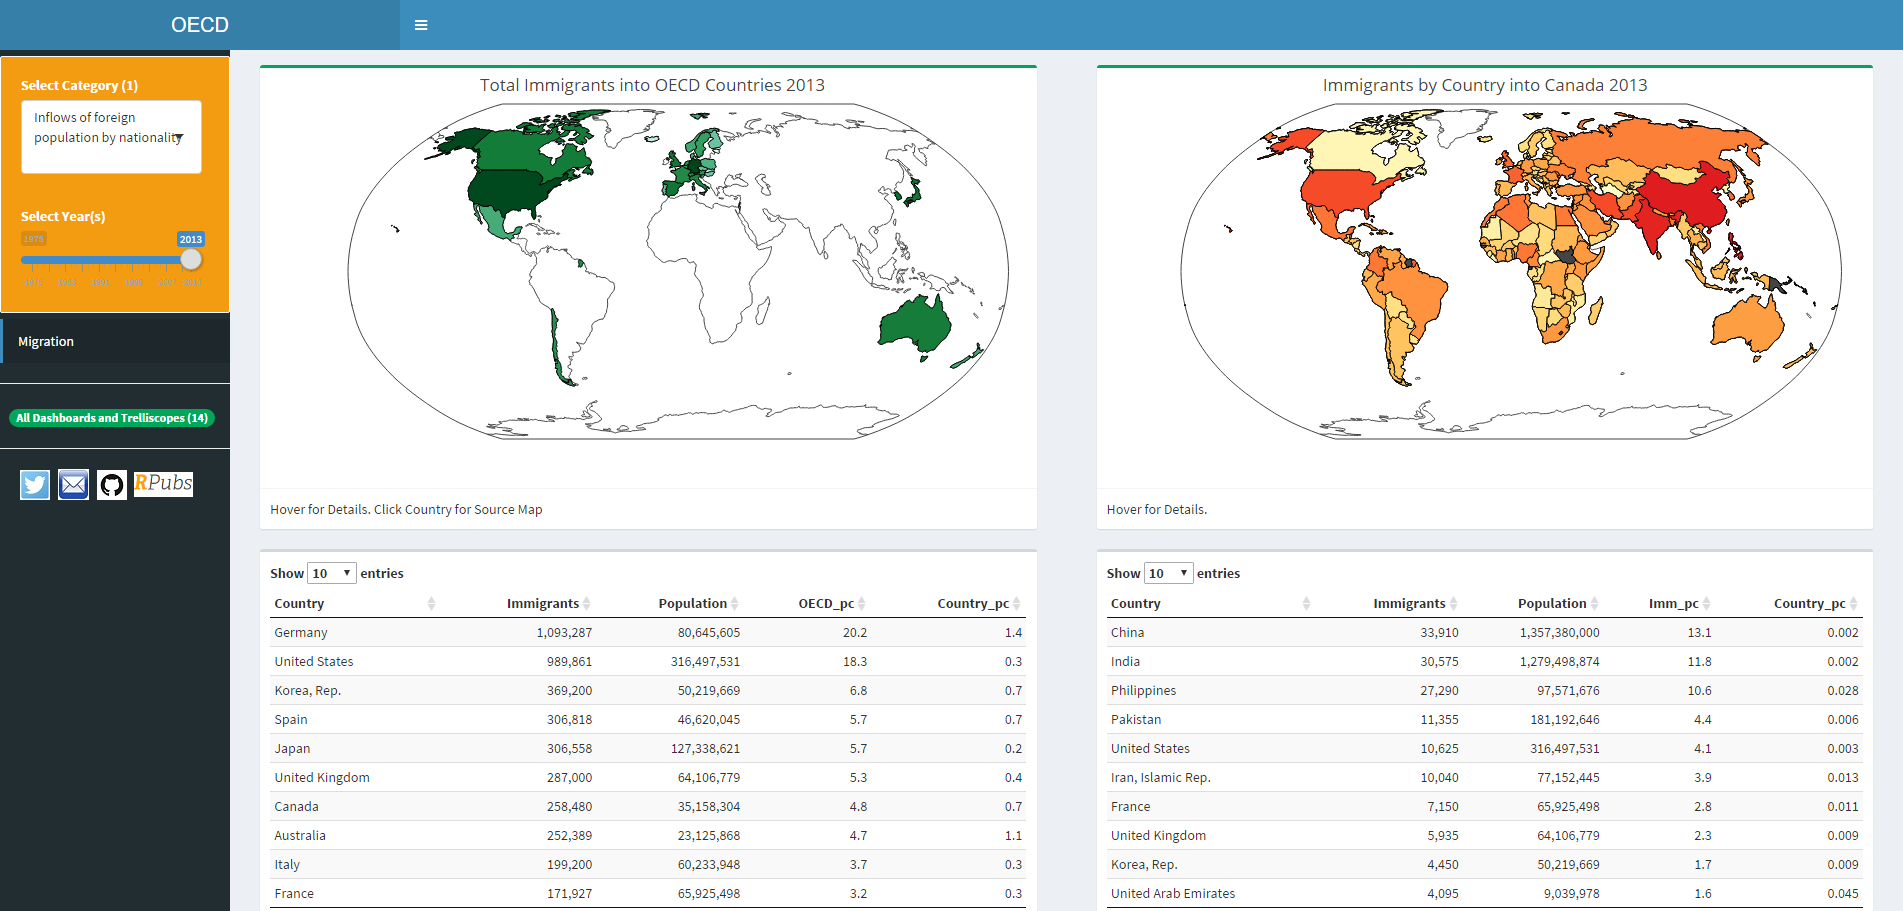 OECD
Select Category (1)
Inflows of foreign
population by nationality
Select Year(s)
1975
2013
Migration
All Dashboards and Trelliscopes (14)
RPubs
Total Immigrants into OECD Countries 2013
Hover for Details. Click Country for Source Map
Immigrants by Country into Canada 2013
Hover for Details.
Show 10 entries
Country Immigrants Population OECD_pc Country_pc
Germany 1,093,287 80,645,605 20.2 1.4
United States 989,861 316,497,531 18.3 0.3
Korea, Rep. 369,200 50,219,669 6.8 0.7
Spain 306,818 46,620,045 5.7 0.7
Japan 306,558 127,338,621 5.7 0.2
United Kingdom 287,000 64,106,779 5.3 0.4
Canada 258,480 35,158,304 4.8 0.7
Australia 252,389 23,125,868 4.7 1.1
Italy 199,200 60,233,948 3.7 0.3
France 171,927 65,925,498 3.2 0.3
Show 10 entries
Country Immigrants Population Imm_pc Country_pc
China 33,910 1,357,380,000 13.1 0.002
India 30,575 1,279,498,874 11.8 0.002
Philippines 27,290 97,571,676 10.6 0.028
Pakistan 11,355 181,192,646 4.4 0.006
United States 10,625 316,497,531 4.1 0.003
Iran, Islamic Rep. 10,040 77,152,445 3.9 0.013
France 7,150 65,925,498 2.8 0.011
United Kingdom 5,935 64,106,779 2.3 0.009
Korea, Rep. 4,450 50,219,669 1.7 0.009
United Arab Emirates 4,095 9,039,978 1.6 0.045